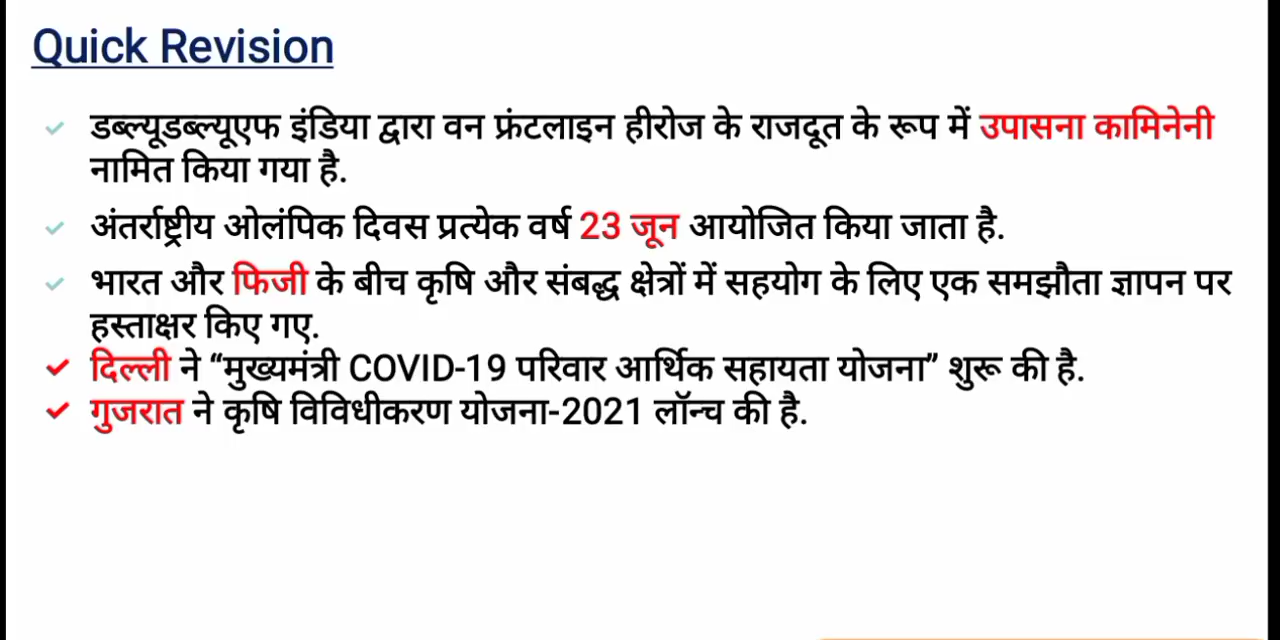 Quick Revision
डब्ल्यूडब्ल्यूएफ इंडिया द्वारा वन फ्रंटलाइन हीरोज के राजदूत के रूप में उपासना कामिनेनी
नामित किया गया है.
अंतर्राष्ट्रीय ओलंपिक दिवस प्रत्येक वर्ष 23 जून आयोजित किया जाता है.
भारत और फिजी के बीच कृषि और संबद्ध क्षेत्रों में सहयोग के लिए एक समझौता ज्ञापन पर
हस्ताक्षर किए गए.
दिल्ली ने “मुख्यमंत्री COVID-19 परिवार आर्थिक सहायता योजना” शुरू की है.
गुजरात ने कृषि विविधीकरण योजना-2021 लॉन्च की है.